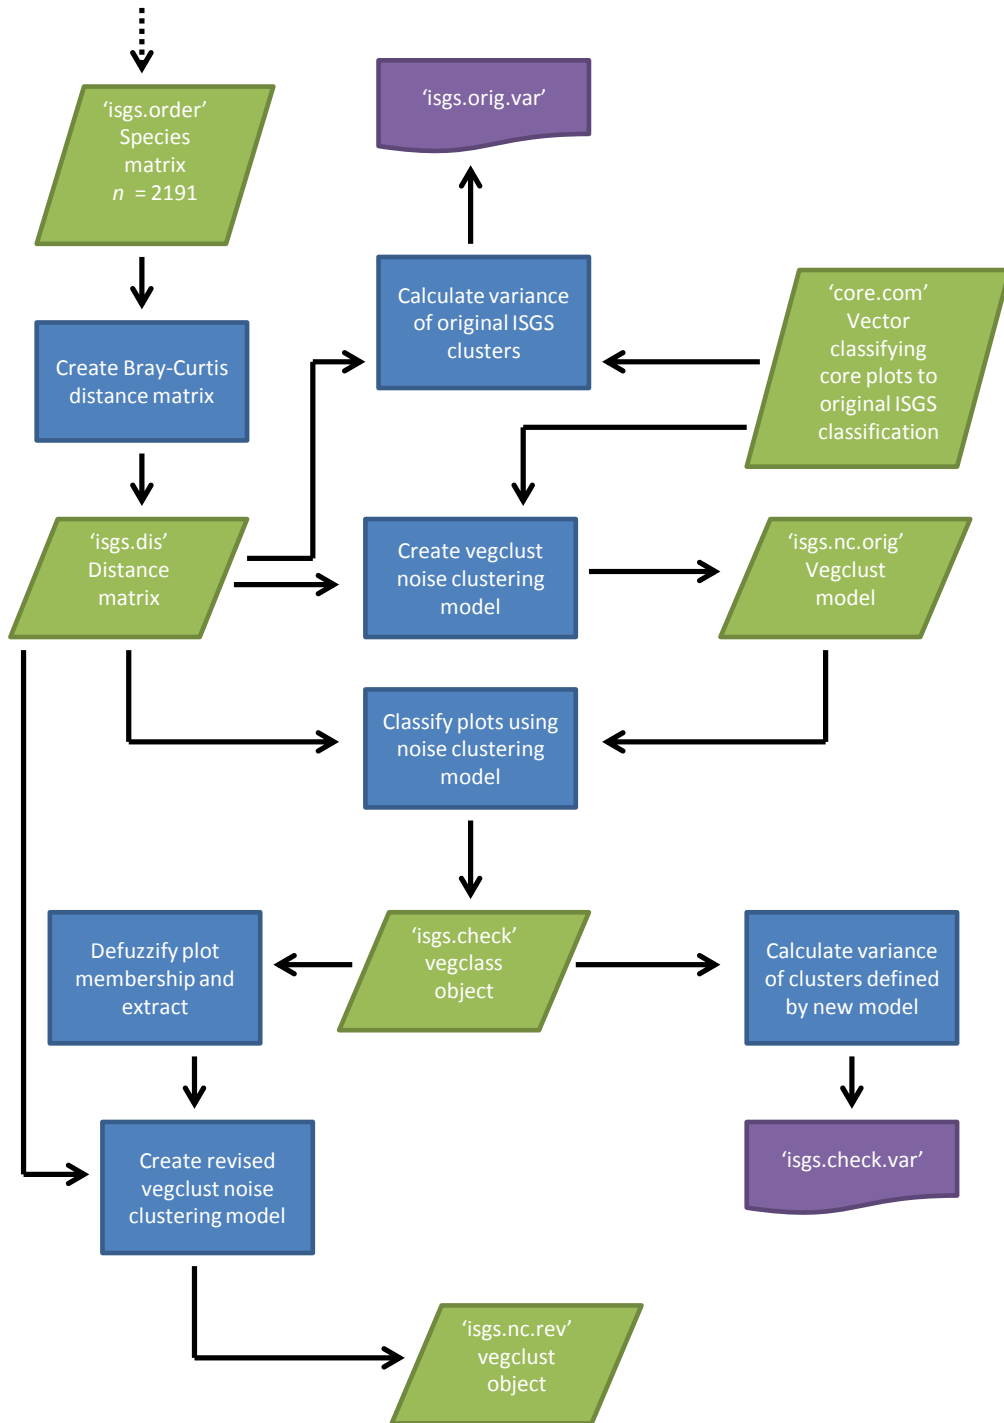 ‘isgs.order’
Species
matrix
n = 2191
‘isgs.orig.var’
Calculate variance
of original ISGS
clusters
‘core.com’
Vector
classifying
core plots to
original ISGS
classification
Create Bray-Curtis
distance matrix
‘isgs.dis’
Distance
matrix
Create vegclust
noise clustering
model
‘isgs.nc.orig’
Vegclust
model
Classify plots using
noise clustering
model
Defuzzify plot
membership and
extract
‘isgs.check’
vegclass
object
Calculate variance
of clusters defined
by new model
Create revised
vegclust noise
clustering model
‘isgs.check.var’
‘isgs.nc.rev’
vegclust
object